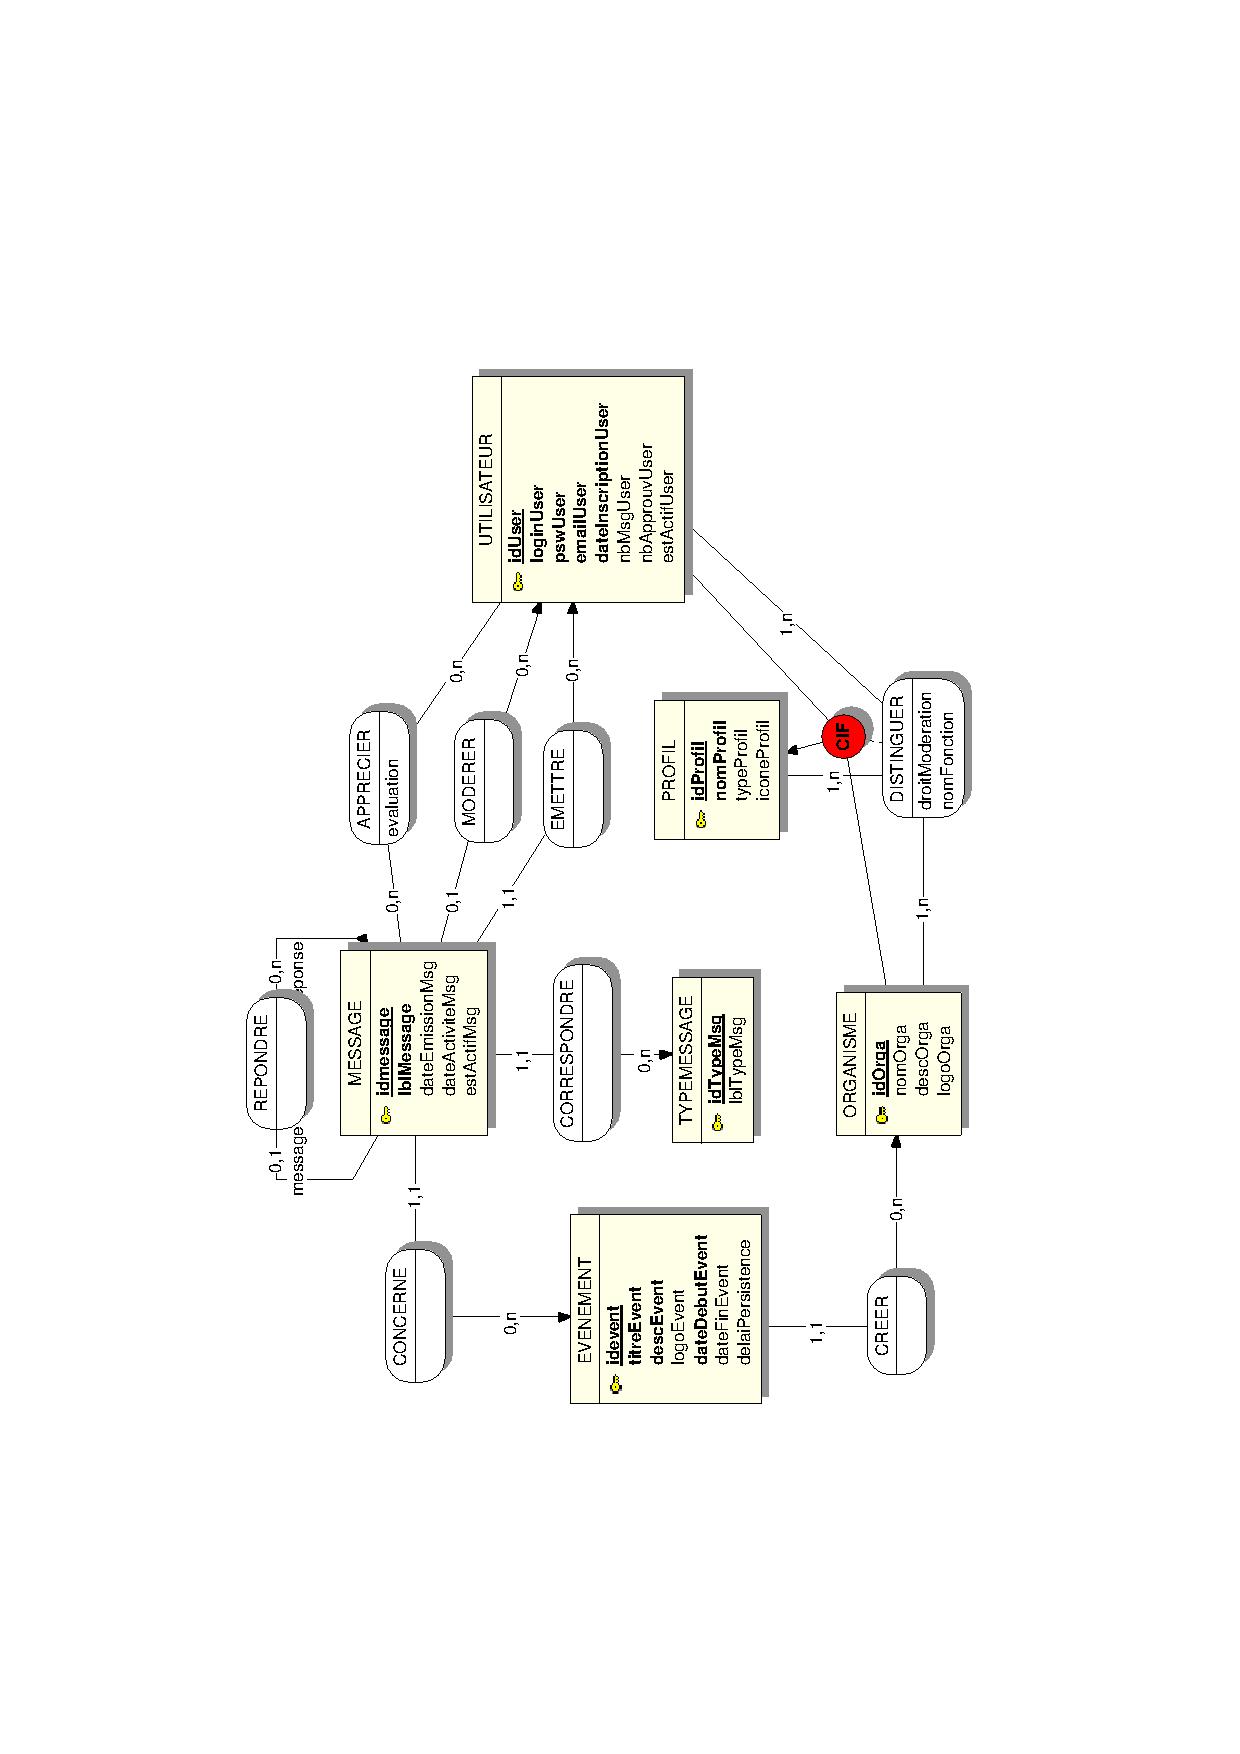 REPONDRE
0,1
message
0,n
ponse
MESSAGE
idmessage
lblMessage
dateEmissionMsg
dateActiviteMsg
estActifMsg
APPRECIER
evaluation
0,n
0,n
MODERER
0,1
0,n
EMETTRE
1,1
0,n
UTILISATEUR
idUser
loginUser
pswUser
emailUser
dateInscriptionUser
nbMsgUser
nbApprouvUser
estActifUser
CONCERNE
1,1
0,n
CORRESPONDRE
1,1
0,n
TYPEMESSAGE
idTypeMsg
lblTypeMsg
EVENEMENT
idevent
titreEvent
descEvent
logoEvent
dateDebutEvent
dateFinEvent
delaiPersistence
PROFIL
idProfil
nomProfil
typeProfil
iconeProfil
CIF
1,n
1,n
DISTINGUER
droitModeration
nomFonction
1,n
ORGANISME
idOrga
nomOrga
descOrga
logoOrga
CREER
1,1
0,n